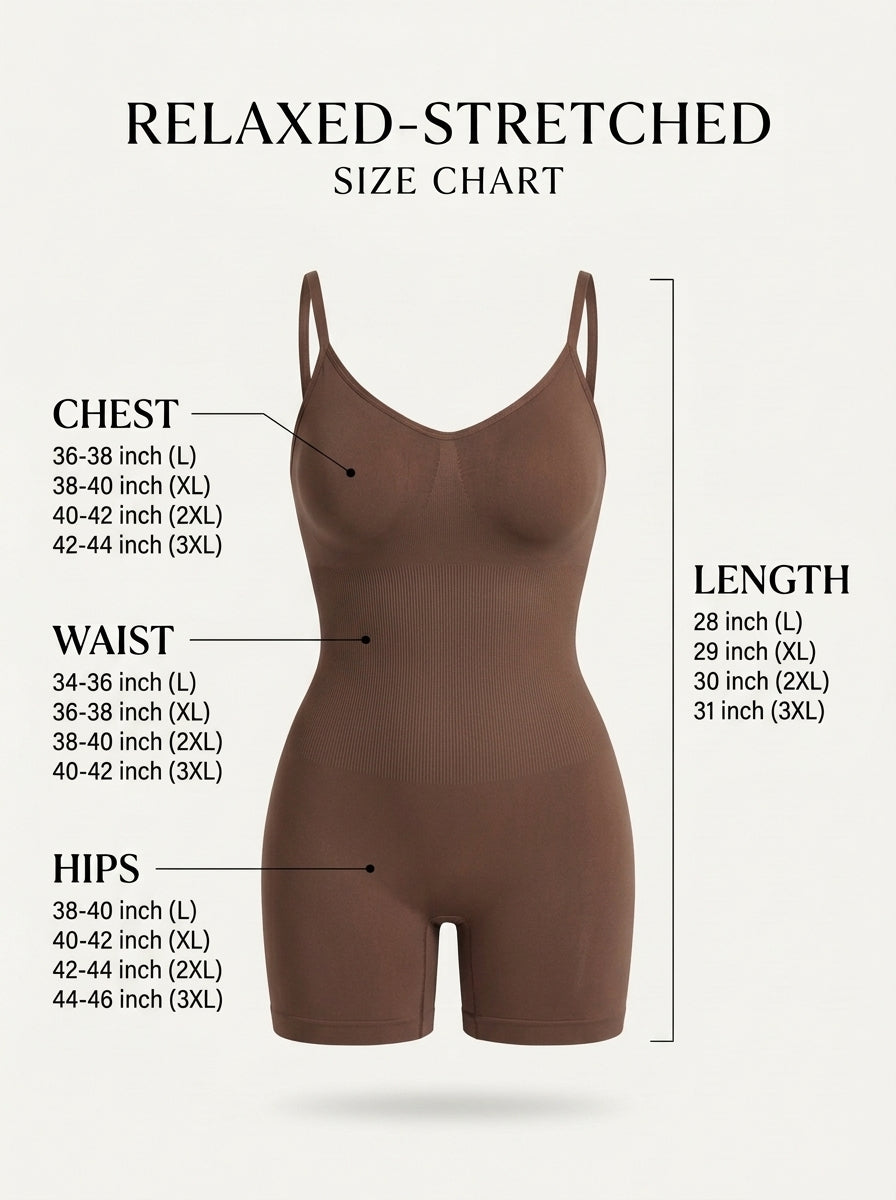 RELAXED-STRETCHED
SIZE CHART
CHEST
36-38 inch (L)
38-40 inch (XL)
40-42 inch (2XL)
42-44 inch (3XL)
WAIST
34-36 inch (L)
36-38 inch (XL)
38-40 inch (2XL)
40-42 inch (3XL)
HIPS
38-40 inch (L)
40-42 inch (XL)
42-44 inch (2XL)
44-46 inch (3XL)
LENGTH
28 inch (L)
29 inch (XL)
30 inch (2XL)
31 inch (3XL)